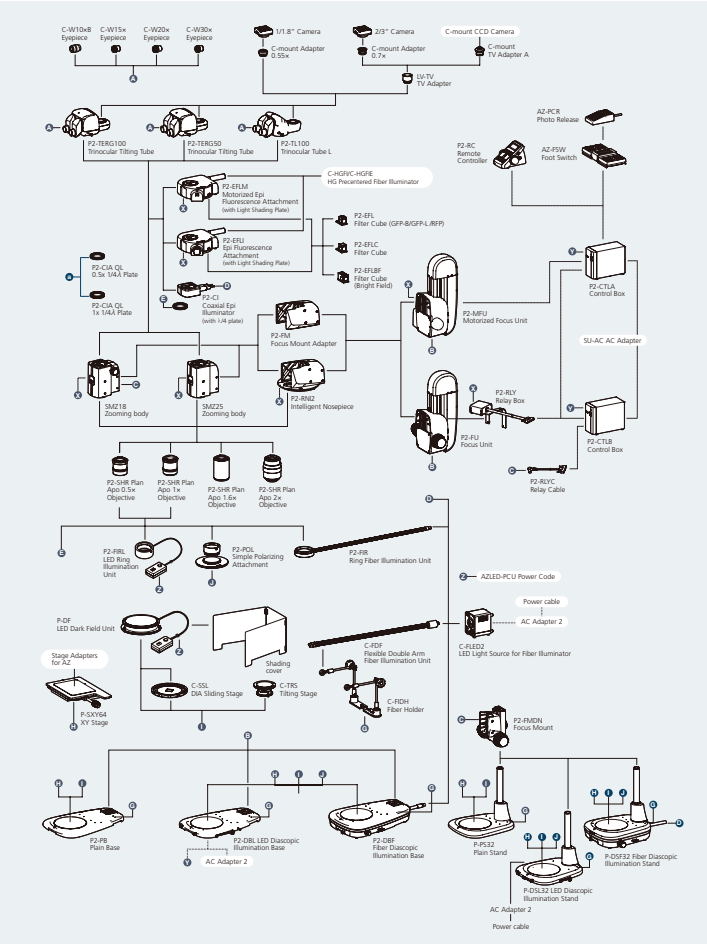 C-W10×B
Eyepiece
C-W15×
Eyepiece
C-W20×
Eyepiece
C-W30×
Eyepiece
A
1/1.8" Camera
C-mount Adapter
0.55×
2/3" Camera
C-mount Adapter
0.7×
C-mount CCD Camera
C-mount
TV Adapter A
LV-TV
TV Adapter
A
P2-TERG100
Trinocular Tilting Tube
A
P2-TERG50
Trinocular Tilting Tube
A
P2-TL100
Trinocular Tube L
AZ-PCR
Photo Release
P2-RC
Remote
Controller
AZ-FSW
Foot Switch
C-HGFI/C-HGFIE
HG Precentered Fiber Illuminator
P2-EFLM
Motorized Epi
Fluorescence Attachment
(with Light Shading Plate)
X
P2-EFL
Filter Cube (GFP-B/GFP-L/RFP)
P2-EFLI
Epi Fluorescence
Attachment
(with Light Shading Plate)
X
P2-EFLC
Filter Cube
P2-EFLBF
Filter Cube
(Bright Field)
a
P2-CIA QL
0.5x 1/4λ Plate
P2-CIA QL
1x 1/4λ Plate
D
E
P2-CI
Coaxial Epi
Illuminator
(with λ/4 plate)
Y
P2-CTLA
Control Box
X
P2-MFU
Motorized Focus Unit
B
P2-FM
Focus Mount Adapter
SU-AC AC Adapter
X
C
SMZ18
Zooming body
X
SMZ25
Zooming body
X
P2-RNI2
Intelligent Nosepiece
X
P2-RLY
Relay Box
Y
P2-CTLB
Control Box
P2-FU
Focus Unit
B
C
P2-RLYC
Relay Cable
P2-SHR Plan
Apo 0.5×
Objective
P2-SHR Plan
Apo 1×
Objective
P2-SHR Plan
Apo 1.6×
Objective
P2-SHR Plan
Apo 2×
Objective
D
E
P2-FIRL
LED Ring
Illumination
Unit
Z
P2-POL
Simple Polarizing
Attachment
J
P2-FIR
Ring Fiber Illumination Unit
Z
AZLED-PCU Power Code
Power cable
AC Adapter 2
C-FLED2
LED Light Source for Fiber Illuminator
P-DF
LED Dark Field Unit
Z
Shading
cover
C-FDF
Flexible Double Arm
Fiber Illumination Unit
Stage Adapters
for AZ
P-SXY64
XY Stage
H
C-SSL
DIA Sliding Stage
C-TRS
Tilting Stage
I
C-FIDH
Fiber Holder
G
C
P2-FMDN
Focus Mount
B
H
I
G
P2-PB
Plain Base
H
I
J
G
P2-DBL LED Diascopic
Illumination Base
Y
AC Adapter 2
G
P2-DBF
Fiber Diascopic
Illumination Base
H
I
G
P-PS32
Plain Stand
H
I
J
G
P-DSL32 LED Diascopic
Illumination Stand
AC Adapter 2
Power cable
H
I
J
G
D
P-DSF32 Fiber Diascopic
Illumination Stand